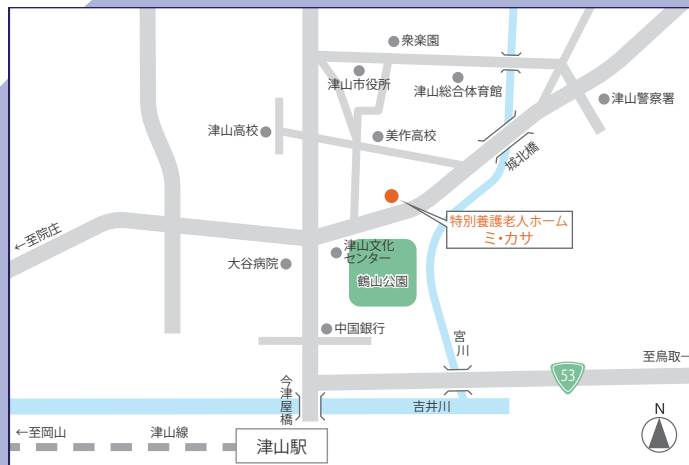 衆楽園
津山市役所
津山総合体育館
津山警察署
津山高校
美作高校
城北橋
←至院庄
特別養護老人ホーム
ミ・カサ
津山文化
センター
大谷病院
鶴山公園
中国銀行
宮川
至鳥取→
53
今津屋橋
吉井川
←至岡山
津山線
津山駅
N